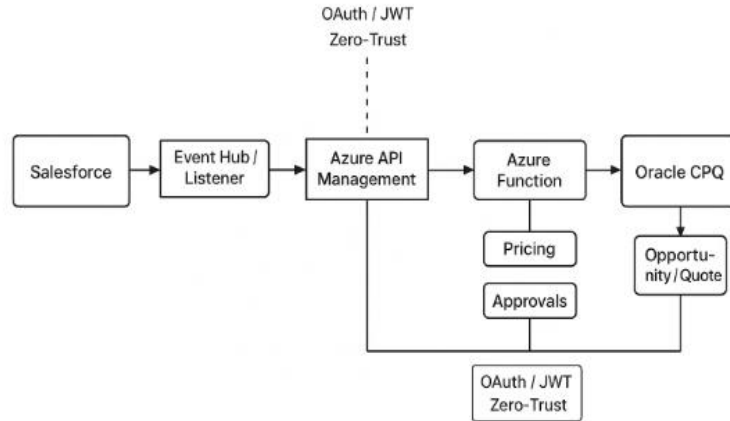 OAuth / JWT
Zero-Trust
Salesforce
Event Hub /
Listener
Azure API
Management
Azure
Function
Oracle CPQ
Pricing
Opportu-
nity/Quote
Approvals
OAuth / JWT
Zero-Trust